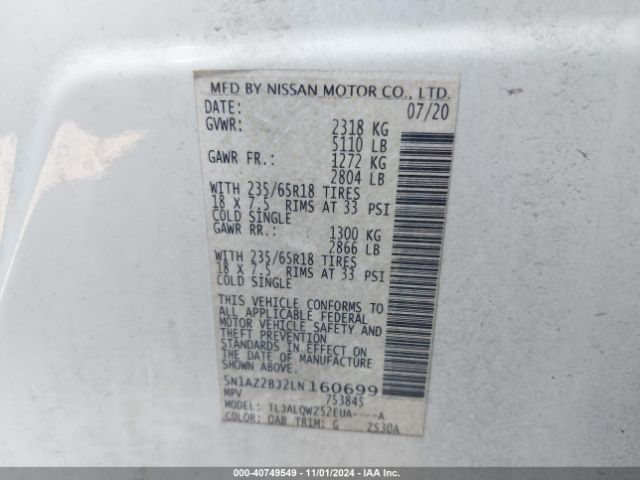 MFD BY NISSAN MOTOR CO., LTD.
DATE: 07/20
GVWR: 2318 KG
5110 LB
GAWR FR.: 1272 KG
2804 LB
WITH 235/65R18 TIRES
18 X 7.5 RIMS AT 33 PSI
COLD SINGLE
GAWR RR.: 1300 KG
2866 LB
WITH 235/65R18 TIRES
18 X 7.5 RIMS AT 33 PSI
COLD SINGLE
THIS VEHICLE CONFORMS TO
ALL APPLICABLE FEDERAL
MOTOR VEHICLE SAFETY AND
THEFT PREVENTION
STANDARDS IN EFFECT ON
THE DATE OF MANUFACTURE
SHOWN ABOVE.
5N1AZ2BJ2LN160699
MPV 753845
TLJALQWZ52EUA----A
COLOR: QAB TRIM: G ZS30A
000-40749549 • 11/01/2024 - IAA Inc.